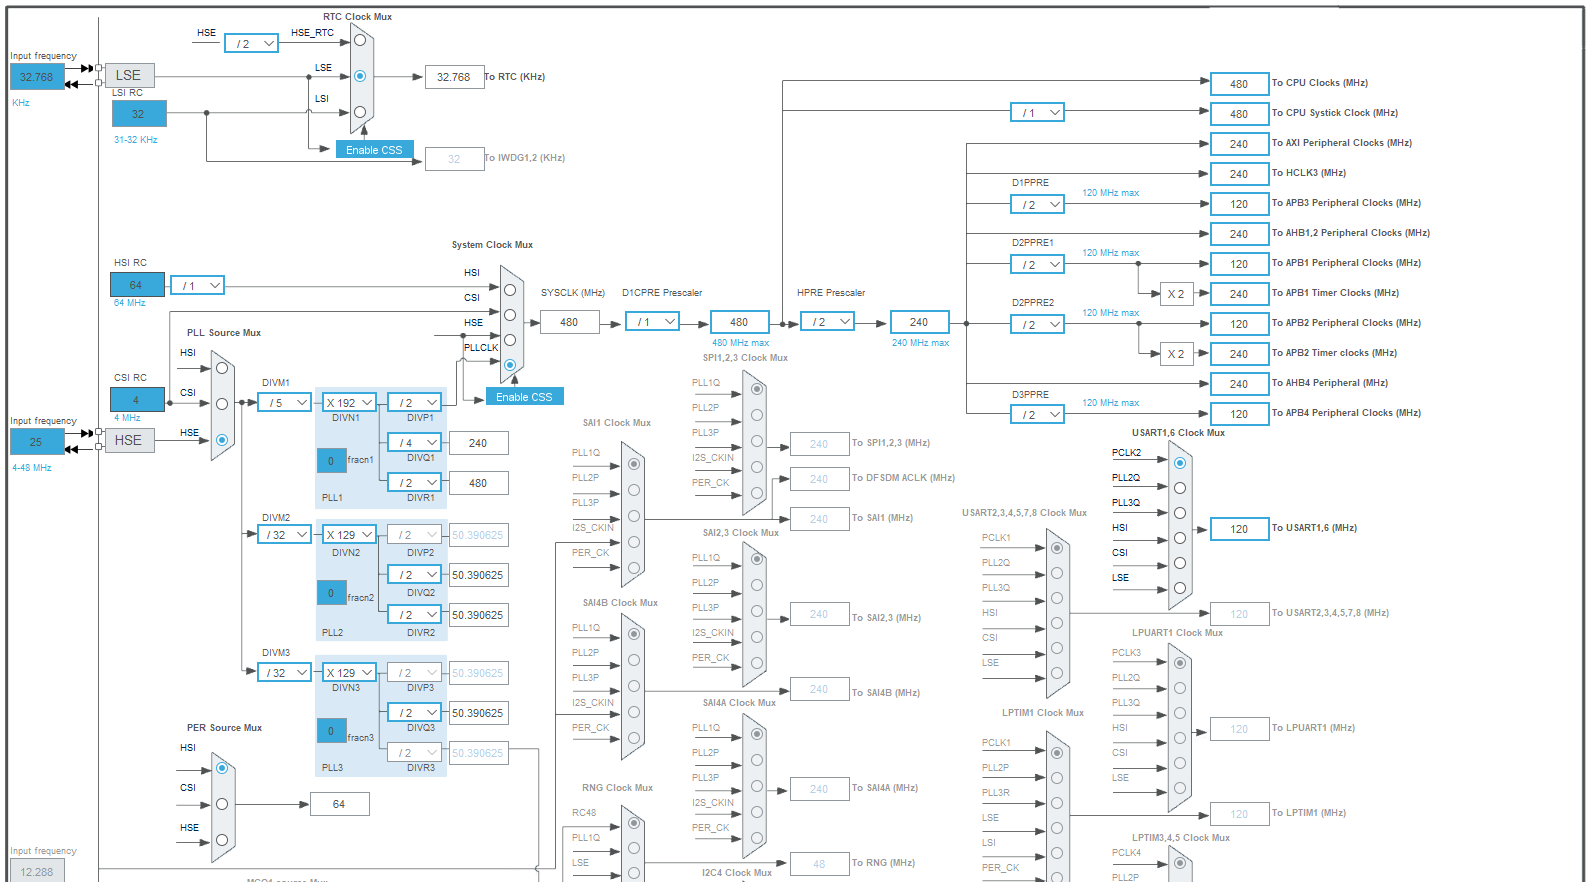 RTC Clock Mux
HSE
/ 2
HSE_RTC
Input frequency
32.768
KHz
LSE
LSE
32.768
To RTC (KHz)
LSI RC
32
31-32 KHz
LSI
Enable CSS
32
To IWDG1,2 (KHz)
480
To CPU Clocks (MHz)
/ 1
480
To CPU Systick Clock (MHz)
240
To AXI Peripheral Clocks (MHz)
240
To HCLK3 (MHz)
D1PPRE
/ 2
120 MHz max
120
To APB3 Peripheral Clocks (MHz)
240
To AHB1,2 Peripheral Clocks (MHz)
D2PPRE1
/ 2
120 MHz max
120
To APB1 Peripheral Clocks (MHz)
X 2
240
To APB1 Timer Clocks (MHz)
D2PPRE2
/ 2
120 MHz max
120
To APB2 Peripheral Clocks (MHz)
X 2
240
To APB2 Timer clocks (MHz)
240
To AHB4 Peripheral (MHz)
D3PPRE
/ 2
120 MHz max
120
To APB4 Peripheral Clocks (MHz)
System Clock Mux
HSI RC
64
64 MHz
/ 1
HSI
CSI
HSE
PLLCLK
Enable CSS
SYSCLK (MHz)
480
D1CPRE Prescaler
/ 1
480
480 MHz max
HPRE Prescaler
/ 2
240
240 MHz max
PLL Source Mux
HSI
CSI RC
4
4 MHz
CSI
Input frequency
25
4-48 MHz
HSE
HSE
DIVM1
/ 5
X 192
DIVN1
/ 2
DIVP1
/ 4
DIVQ1
240
0
fracn1
/ 2
DIVR1
480
PLL1
DIVM2
/ 32
X 129
DIVN2
/ 2
DIVP2
50.390625
/ 2
DIVQ2
50.390625
0
fracn2
/ 2
DIVR2
50.390625
PLL2
DIVM3
/ 32
X 129
DIVN3
/ 2
DIVP3
50.390625
/ 2
DIVQ3
50.390625
0
fracn3
/ 2
DIVR3
50.390625
PLL3
PER Source Mux
HSI
CSI
HSE
64
Input frequency
12.288
MCO1 source Mux
SPI1,2,3 Clock Mux
PLL1Q
PLL2P
PLL3P
I2S_CKIN
PER_CK
240
To SPI1,2,3 (MHz)
SAI1 Clock Mux
PLL1Q
PLL2P
PLL3P
I2S_CKIN
PER_CK
240
To DFSDM ACLK (MHz)
240
To SAI1 (MHz)
SAI2,3 Clock Mux
PLL1Q
PLL2P
PLL3P
I2S_CKIN
PER_CK
240
To SAI2,3 (MHz)
SAI4B Clock Mux
PLL1Q
PLL2P
PLL3P
I2S_CKIN
PER_CK
240
To SAI4B (MHz)
SAI4A Clock Mux
PLL1Q
PLL2P
PLL3P
I2S_CKIN
PER_CK
240
To SAI4A (MHz)
RNG Clock Mux
RC48
PLL1Q
LSE
48
To RNG (MHz)
I2C4 Clock Mux
USART1,6 Clock Mux
PCLK2
PLL2Q
PLL3Q
HSI
CSI
LSE
120
To USART1,6 (MHz)
USART2,3,4,5,7,8 Clock Mux
PCLK1
PLL2Q
PLL3Q
HSI
CSI
LSE
120
To USART2,3,4,5,7,8 (MHz)
LPUART1 Clock Mux
PCLK3
PLL2Q
PLL3Q
HSI
CSI
LSE
120
To LPUART1 (MHz)
LPTIM1 Clock Mux
PCLK1
PLL2P
PLL3R
LSE
LSI
PER_CK
120
To LPTIM1 (MHz)
LPTIM3,4,5 Clock Mux
PCLK4
PLL2P